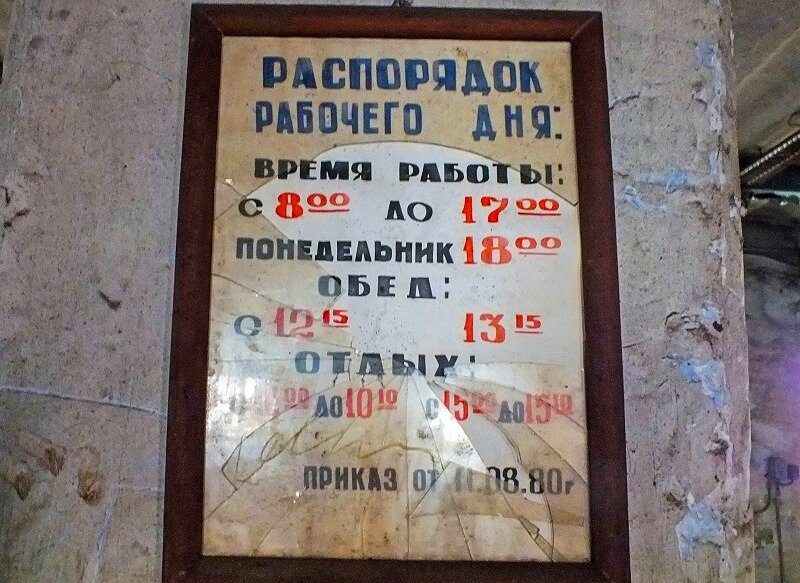 РАСПОРЯДОК
РАБОЧЕГО ДНЯ:
ВРЕМЯ РАБОТЫ:
С 8⁰⁰ ДО 17⁰⁰
ПОНЕДЕЛЬНИК 18⁰⁰
ОБЕД:
С 12¹⁵ 13¹⁵
ОТДЫХ:
ДО 10¹⁰ С 15⁰⁰ ДО 15¹⁰
ПРИКАЗ ОТ 11.08.80г